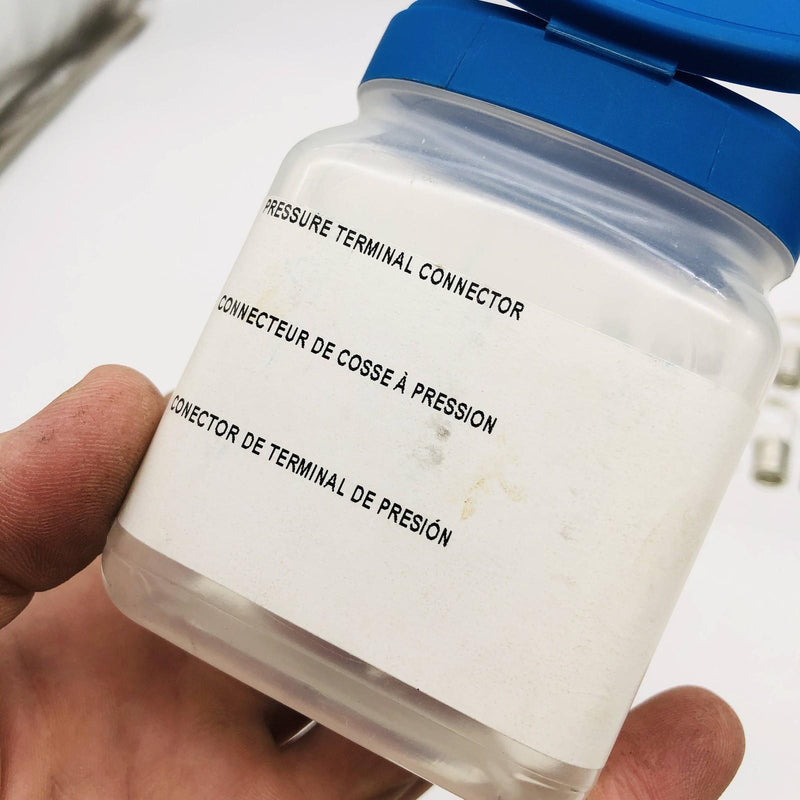 PRESSURE TERMINAL CONNECTOR
CONNECTEUR DE COSSE À PRESSION
CONECTOR DE TERMINAL DE PRESIÓN